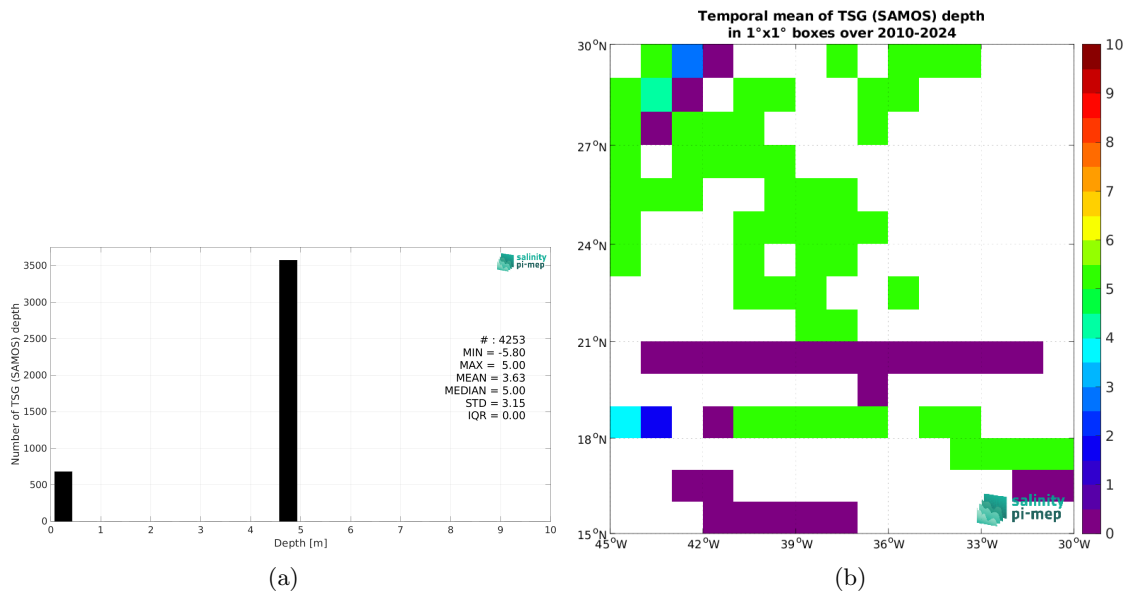 Temporal mean of TSG (SAMOS) depth
in 1°x1° boxes over 2010-2024
Number of TSG (SAMOS) depth
3500
3000
2500
2000
1500
1000
500
0
0 1 2 3 4 5 6 7 8 9 10
Depth [m]
salinity
pi-mep
# : 4253
MIN = -5.80
MAX = 5.00
MEAN = 3.63
MEDIAN = 5.00
STD = 3.15
IQR = 0.00
(a)
30°N
27°N
24°N
21°N
18°N
15°N
45°W 42°W 39°W 36°W 33°W 30°W
salinity
pi-mep
10
9
8
7
6
5
4
3
2
1
0
(b)